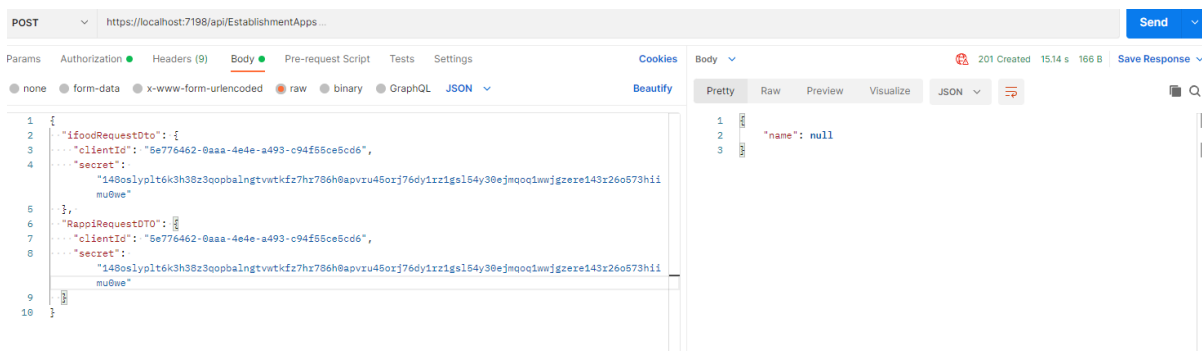 POST https://localhost:7198/api/EstablishmentApps... Send
Params Authorization Headers (9) Body Pre-request Script Tests Settings Cookies
none form-data x-www-form-urlencoded raw binary GraphQL JSON Beautify
1 {
2 "ifoodRequestDto": {
3 "clientId": "5e776462-0aaa-4e4e-a493-c94f55ce5cd6",
4 "secret":
"148oslyplt6k3h38z3qopbalngtvwtkfz7hr786h0apvru45orj76dy1rz1gsl54y30ejmqoq1wwjgzere143r26o573hii
mu0we"
5 },
6 "RappiRequestDTO": {
7 "clientId": "5e776462-0aaa-4e4e-a493-c94f55ce5cd6",
8 "secret":
"148oslyplt6k3h38z3qopbalngtvwtkfz7hr786h0apvru45orj76dy1rz1gsl54y30ejmqoq1wwjgzere143r26o573hii
mu0we"
9 }
10 }
Body 201 Created 15.14 s 166 B Save Response
Pretty Raw Preview Visualize JSON
1 {
2 "name": null
3 }